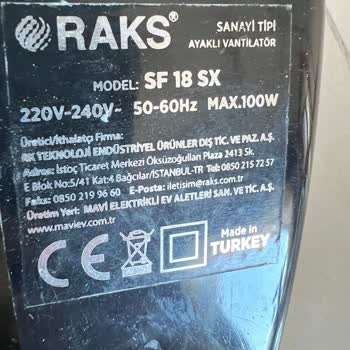 RAKS®
SANAYİ TİPİ
AYAKLI VANTİLATÖR
MODEL: SF 18 SX
220V-240V~ 50-60Hz MAX.100W
Üretici/İthalatçı Firma:
RK TEKNOLOJİ ENDÜSTRİYEL ÜRÜNLER DIŞ TİC. VE PAZ. A.Ş.
Adres: İstoç Ticaret Merkezi Öksüzoğulları Plaza 2413 Sk.
E Blok No:5/41 Kat:4 Bağcılar/İSTANBUL-TR Tel: 0850 215 72 57
Faks: 0850 219 96 60 E-Posta: iletisim@raks.com.tr
Üretim Yeri: MAVİ ELEKTRİKLİ EV ALETLERİ SAN. VE TİC. A.Ş.
www.maviev.com.tr
CE EAC Made in
TURKEY